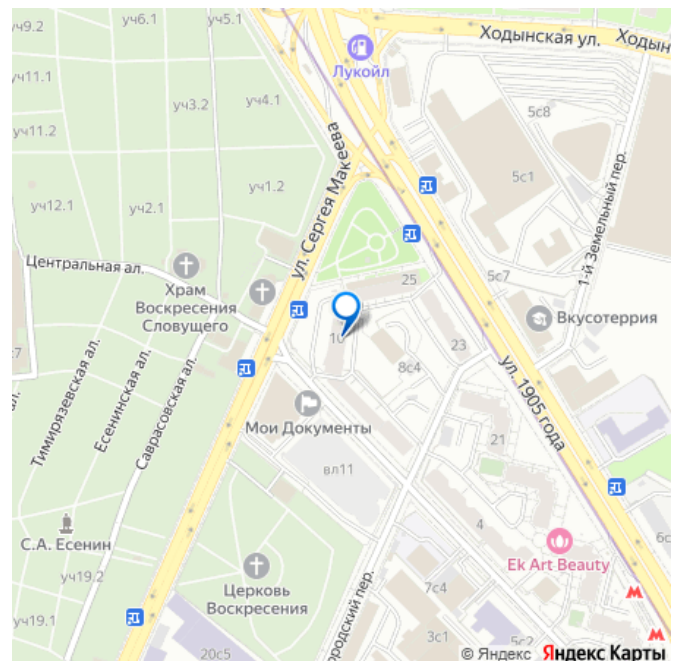 уч9.2
уч6.1
уч5.1
Ходынская ул.
Лукойл
уч11.1
уч3.2
уч4.1
5с8
уч11.2
ул. Сергея Макеева
5с1
1-й Земельный пер.
уч1.2
уч12.1
уч2.1
Центральная ал.
Храм
Воскресения
Словущего
25
5с7
Вкусотеррия
с7
10
23
8с4
ул. 1905 года
Тимирязевская ал.
Есенинская ал.
Саврасовская ал.
Мои Документы
21
вл11
С.А. Есенин
4
Ek Art Beauty
уч19.2
Церковь
Воскресения
7с4
уч19.1
20с5
3с1
5с2
© Яндекс Яндекс Карты